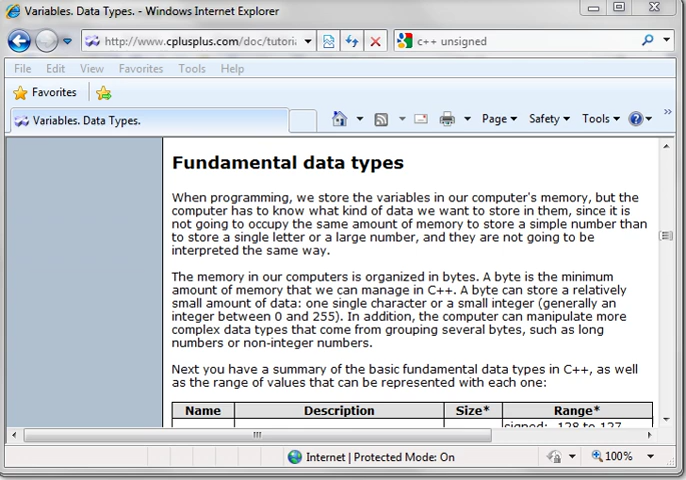 Variables. Data Types. - Windows Internet Explorer
http://www.cplusplus.com/doc/tutoria
c++ unsigned
File Edit View Favorites Tools Help
Favorites
Variables. Data Types.
Page Safety Tools
Fundamental data types
When programming, we store the variables in our computer's memory, but the
computer has to know what kind of data we want to store in them, since it is
not going to occupy the same amount of memory to store a simple number than
to store a single letter or a large number, and they are not going to be
interpreted the same way.
The memory in our computers is organized in bytes. A byte is the minimum
amount of memory that we can manage in C++. A byte can store a relatively
small amount of data: one single character or a small integer (generally an
integer between 0 and 255). In addition, the computer can manipulate more
complex data types that come from grouping several bytes, such as long
numbers or non-integer numbers.
Next you have a summary of the basic fundamental data types in C++, as well
as the range of values that can be represented with each one:
Name Description Size* Range*
signed: -128 to 127
Internet | Protected Mode: On
100%